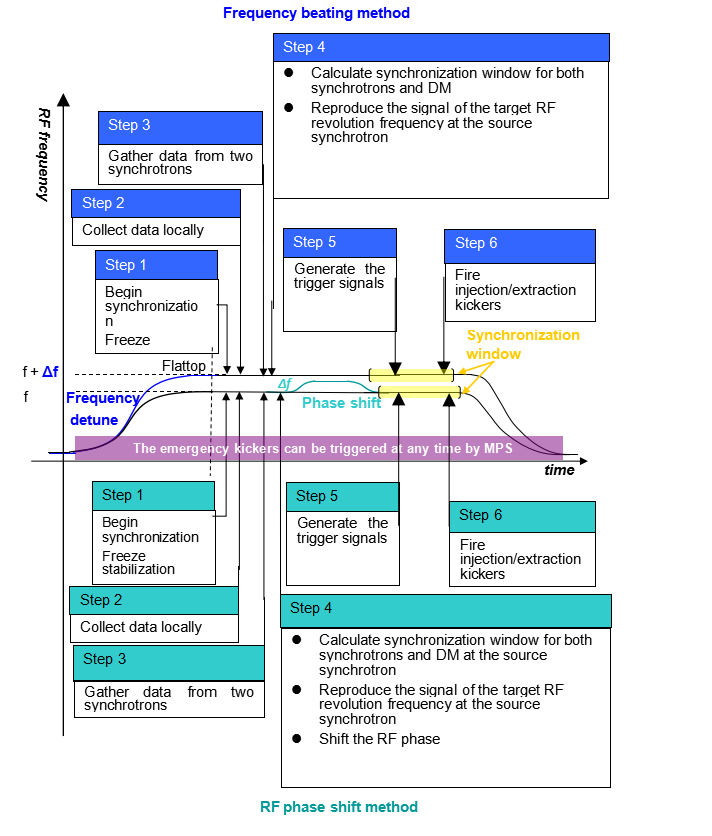 Frequency beating method
Step 4
● Calculate synchronization window for both
synchrotrons and DM
● Reproduce the signal of the target RF
revolution frequency at the source
synchrotron
RF frequency
Step 3
Gather data from two
synchrotrons
Step 2
Collect data locally
Step 1
Begin
synchronizatio
n
Freeze
Step 5
Generate the
trigger signals
Step 6
Fire
injection/extraction
kickers
Synchronization
window
Flattop
f + Δf
f
Δf
Frequency
detune
Phase shift
The emergency kickers can be triggered at any time by MPS
time
Step 1
Begin
synchronization
Freeze
stabilization
Step 2
Collect data locally
Step 3
Gather data from two
synchrotrons
Step 5
Generate the
trigger signals
Step 6
Fire
injection/extraction
kickers
Step 4
● Calculate synchronization window for both
synchrotrons and DM at the source
synchrotron
● Reproduce the signal of the target RF
revolution frequency at the source
synchrotron
● Shift the RF phase
RF phase shift method